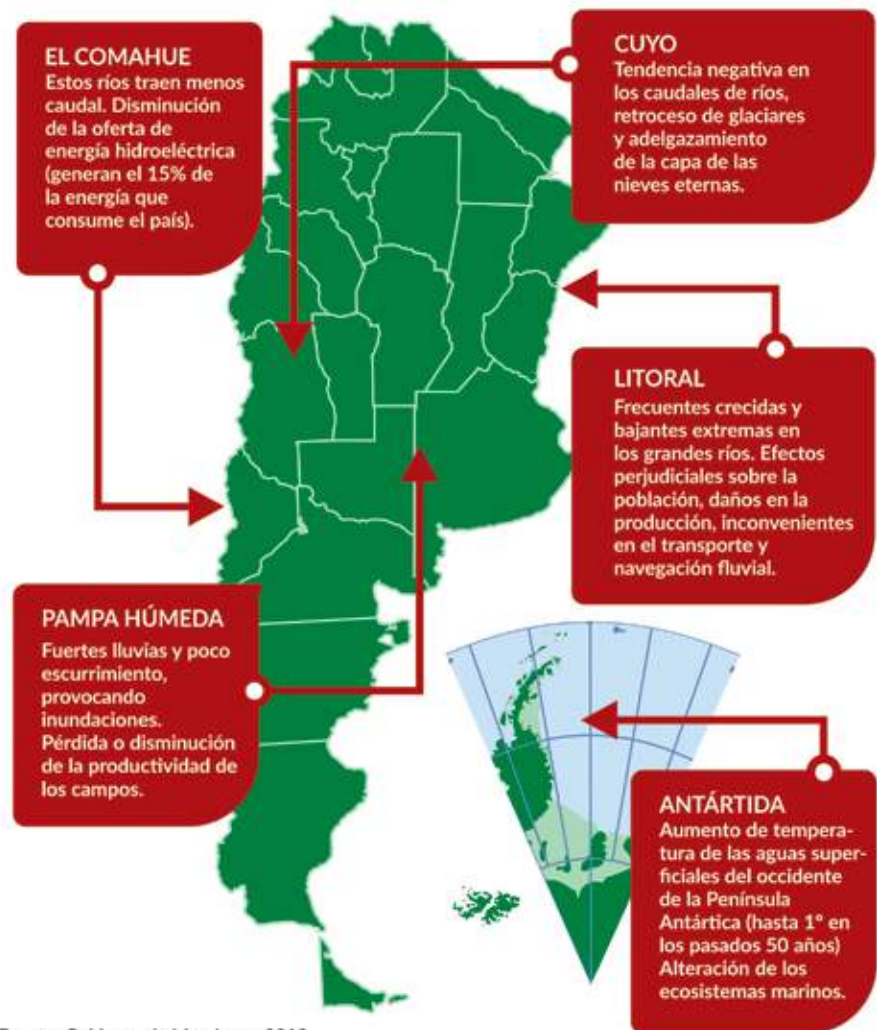 EL COMAHUE
Estos ríos traen menos
caudal. Disminución
de la oferta de
energía hidroeléctrica
(generan el 15% de
la energía que
consume el país).
CUYO
Tendencia negativa en
los caudales de ríos,
retroceso de glaciares
y adelgazamiento
de la capa de las
nieves eternas.
LITORAL
Frecuentes crecidas y
bajantes extremas en
los grandes ríos. Efectos
perjudiciales sobre la
población, daños en la
producción, inconvenientes
en el transporte y
navegación fluvial.
PAMPA HÚMEDA
Fuertes lluvias y poco
escurrimiento,
provocando
inundaciones.
Pérdida o disminución
de la productividad de
los campos.
ANTÁRTIDA
Aumento de tempera-
tura de las aguas super-
ficiales del occidente
de la Península
Antártica (hasta 1º en
los pasados 50 años)
Alteración de los
ecosistemas marinos.